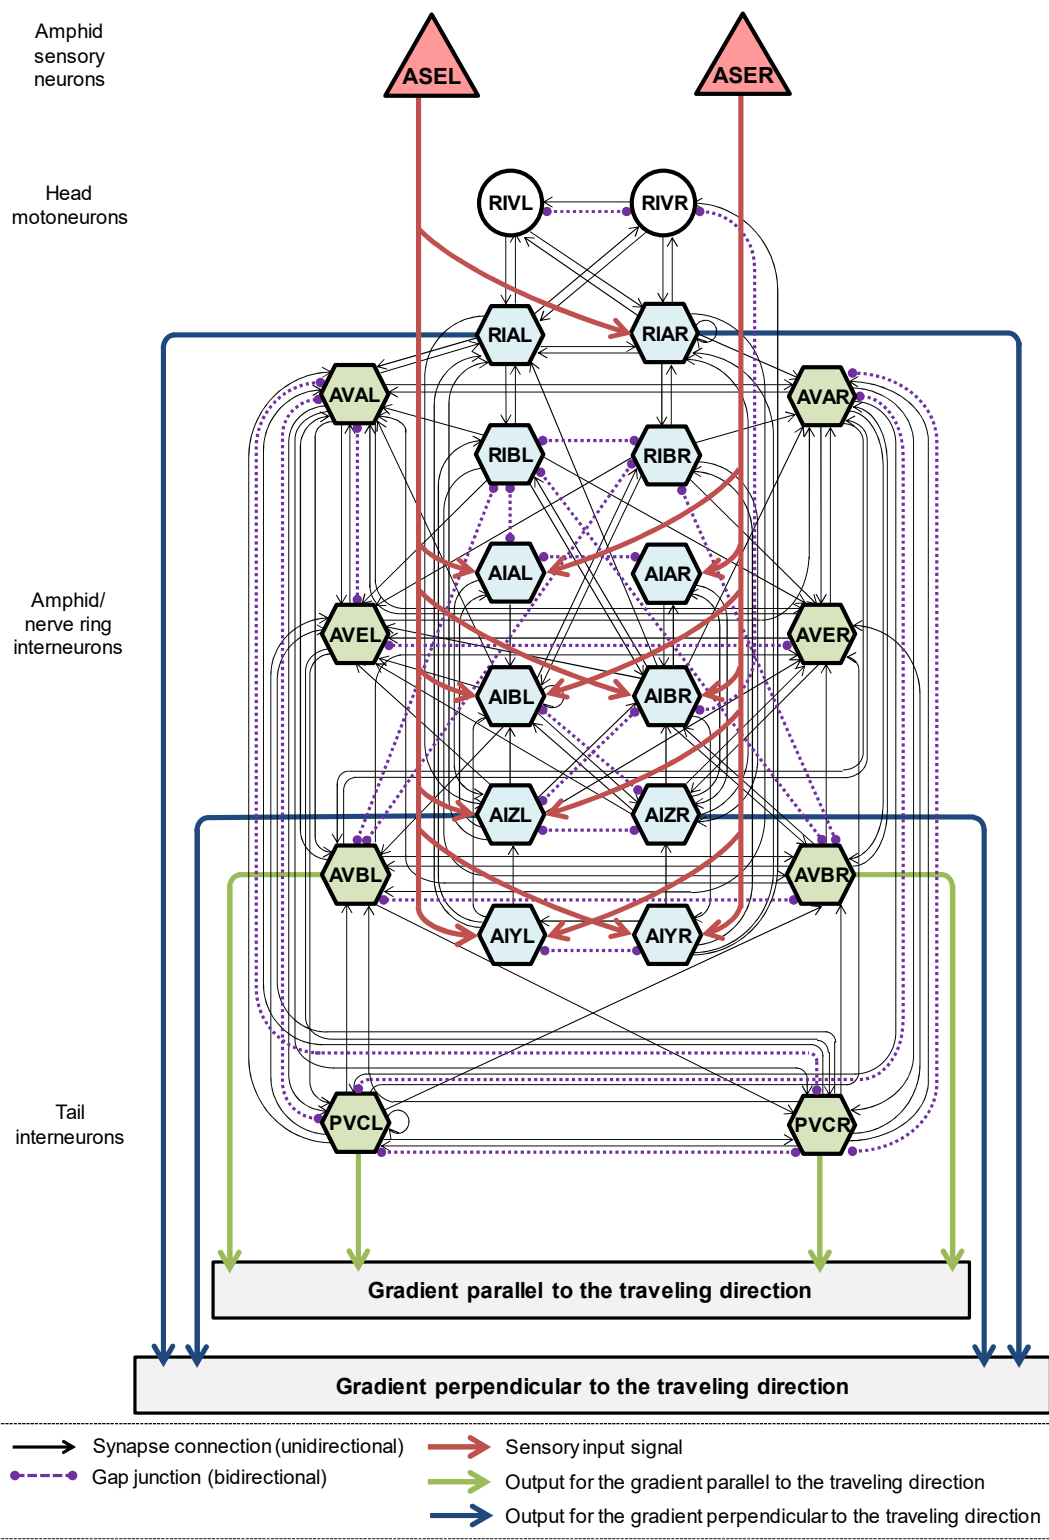 Amphid
sensory
neurons
ASEL
ASER
Head
motoneurons
RIVL
RIVR
RIAL
RIAR
AVAL
AVAR
RIBL
RIBR
AIAL
AIAR
Amphid/
nerve ring
interneurons
AVEL
AVER
AIBL
AIBR
AIZL
AIZR
AVBL
AVBR
AIYL
AIYR
Tail
interneurons
PVCL
PVCR
Gradient parallel to the traveling direction
Gradient perpendicular to the traveling direction
Synapse connection (unidirectional)
Sensory input signal
Gap junction (bidirectional)
Output for the gradient parallel to the traveling direction
Output for the gradient perpendicular to the traveling direction